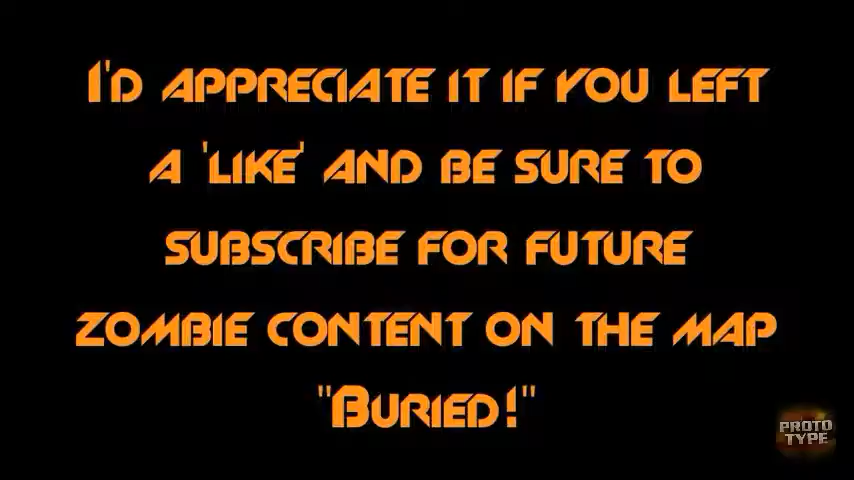 I'd appreciate it if you left
a 'like' and be sure to
subscribe for future
zombie content on the map
"Buried!"
PROTO
TYPE